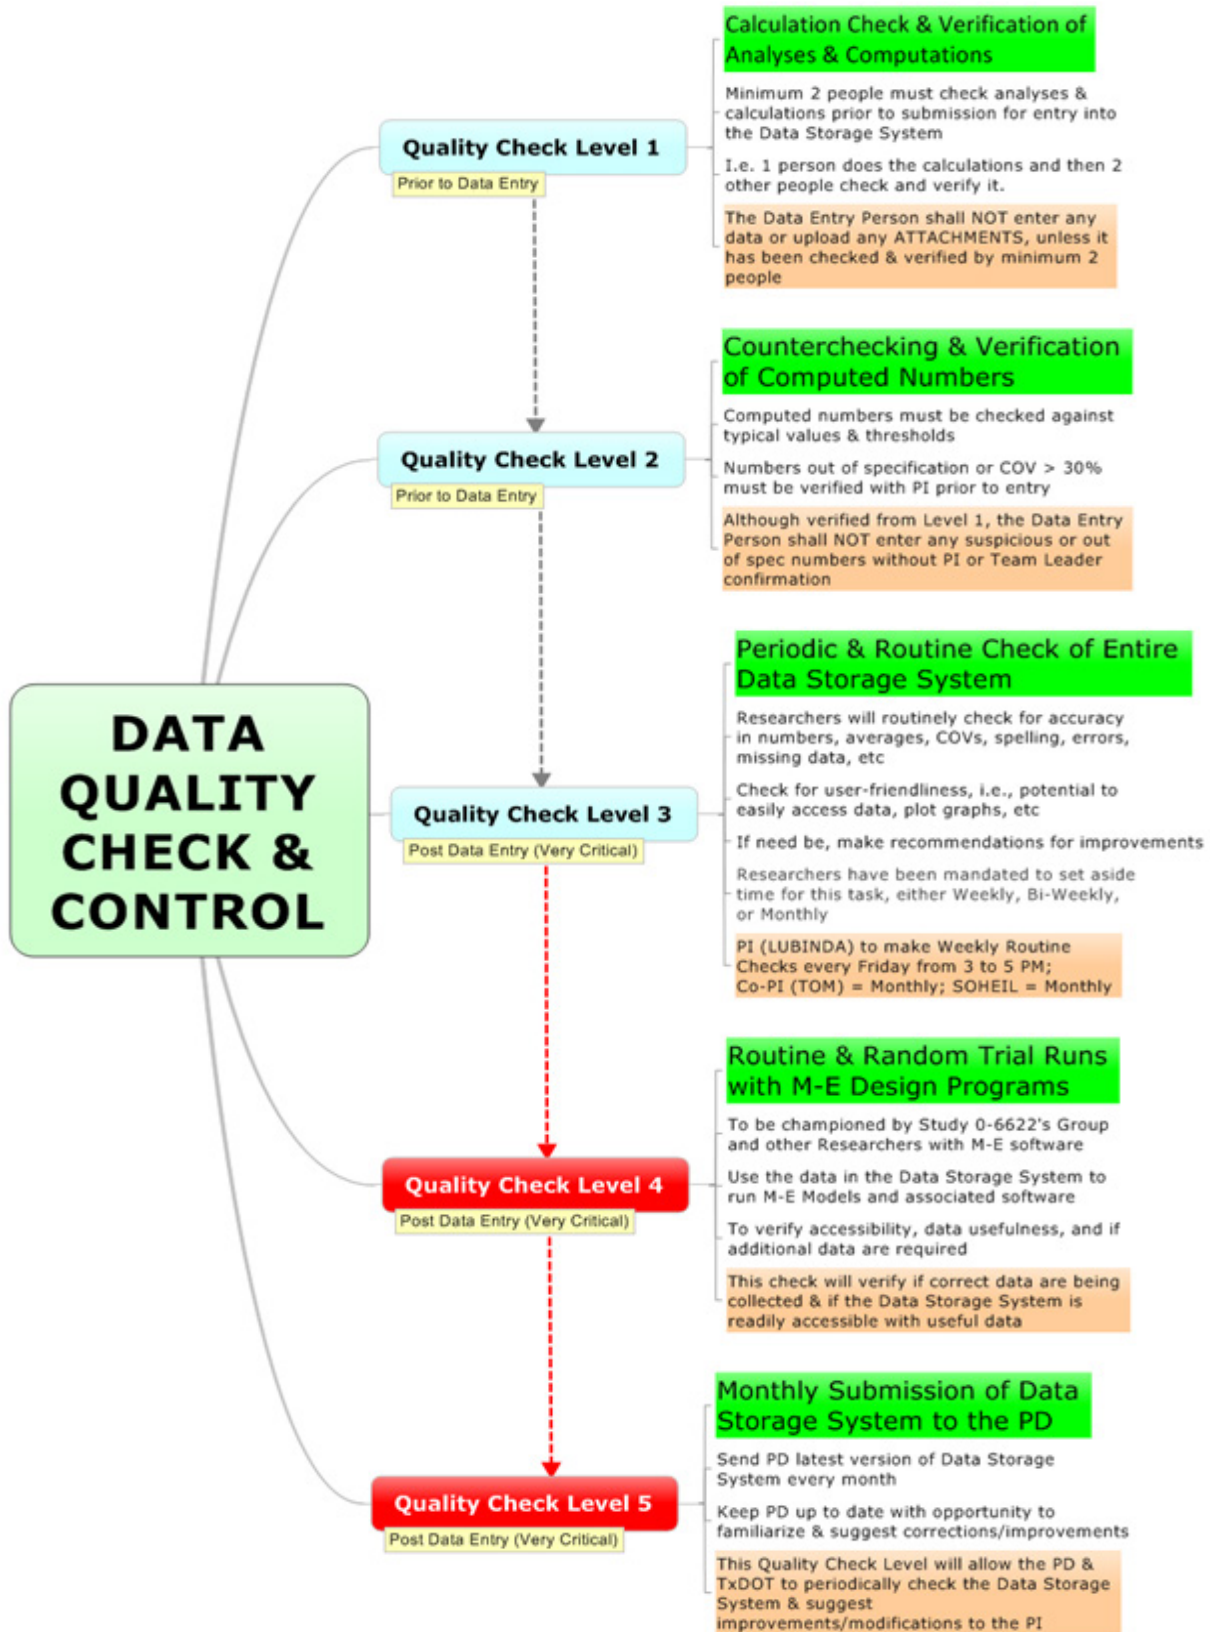 DATA
QUALITY
CHECK &
CONTROL
Quality Check Level 1
Prior to Data Entry
Calculation Check & Verification of
Analyses & Computations
Minimum 2 people must check analyses &
calculations prior to submission for entry into
the Data Storage System
I.e. 1 person does the calculations and then 2
other people check and verify it.
The Data Entry Person shall NOT enter any
data or upload any ATTACHMENTS, unless it
has been checked & verified by minimum 2
people
Quality Check Level 2
Prior to Data Entry
Counterchecking & Verification
of Computed Numbers
Computed numbers must be checked against
typical values & thresholds
Numbers out of specification or COV > 30%
must be verified with PI prior to entry
Although verified from Level 1, the Data Entry
Person shall NOT enter any suspicious or out
of spec numbers without PI or Team Leader
confirmation
Quality Check Level 3
Post Data Entry (Very Critical)
Periodic & Routine Check of Entire
Data Storage System
Researchers will routinely check for accuracy
in numbers, averages, COVs, spelling, errors,
missing data, etc
Check for user-friendliness, i.e., potential to
easily access data, plot graphs, etc
If need be, make recommendations for improvements
Researchers have been mandated to set aside
time for this task, either Weekly, Bi-Weekly,
or Monthly
PI (LUBINDA) to make Weekly Routine
Checks every Friday from 3 to 5 PM;
Co-PI (TOM) = Monthly; SOHEIL = Monthly
Quality Check Level 4
Post Data Entry (Very Critical)
Routine & Random Trial Runs
with M-E Design Programs
To be championed by Study 0-6622's Group
and other Researchers with M-E software
Use the data in the Data Storage System to
run M-E Models and associated software
To verify accessibility, data usefulness, and if
additional data are required
This check will verify if correct data are being
collected & if the Data Storage System is
readily accessible with useful data
Quality Check Level 5
Post Data Entry (Very Critical)
Monthly Submission of Data
Storage System to the PD
Send PD latest version of Data Storage
System every month
Keep PD up to date with opportunity to
familiarize & suggest corrections/improvements
This Quality Check Level will allow the PD &
TxDOT to periodically check the Data Storage
System & suggest
improvements/modifications to the PI